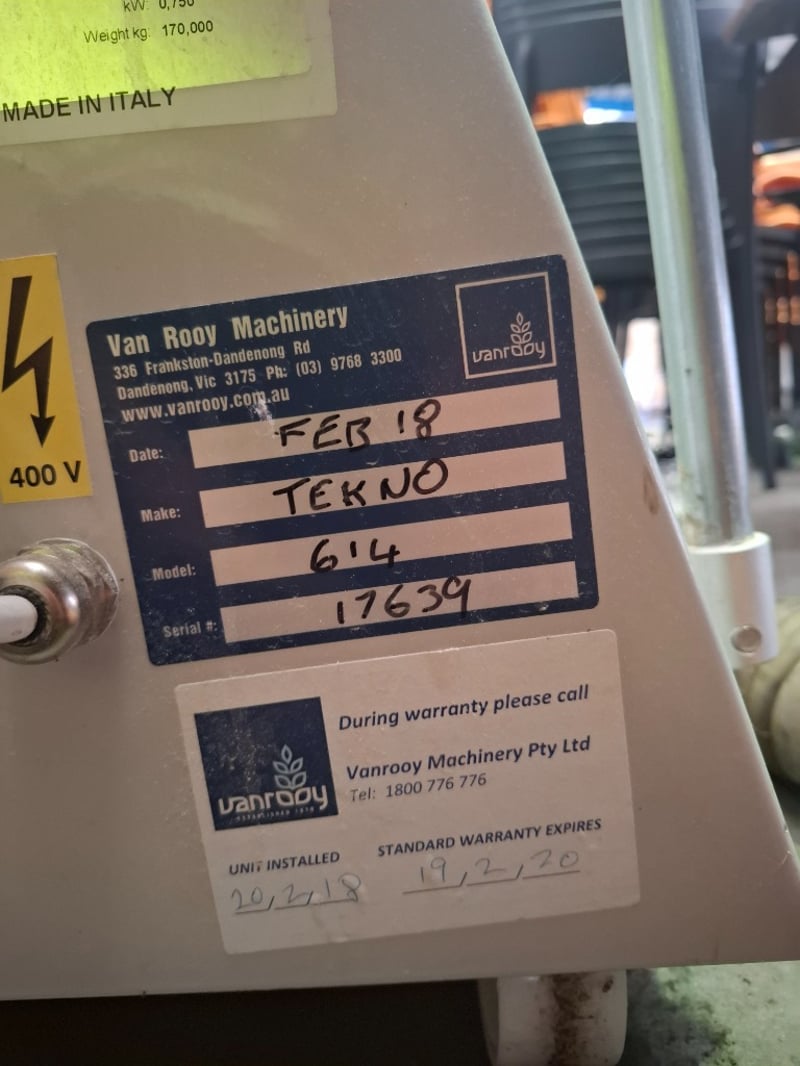 kW: 0,750
Weight kg: 170,000
MADE IN ITALY
400 V
Van Rooy Machinery
336 Frankston-Dandenong Rd
Dandenong, Vic 3175 Ph: (03) 9768 3300
www.vanrooy.com.au
vanrooy
Date: FEB 18
Make: TEKNO
Model: 614
Serial #: 17639
During warranty please call
Vanrooy Machinery Pty Ltd
Tel: 1800 776 776
vanrooy
UNIT INSTALLED
20,2,18
STANDARD WARRANTY EXPIRES
19,2,20